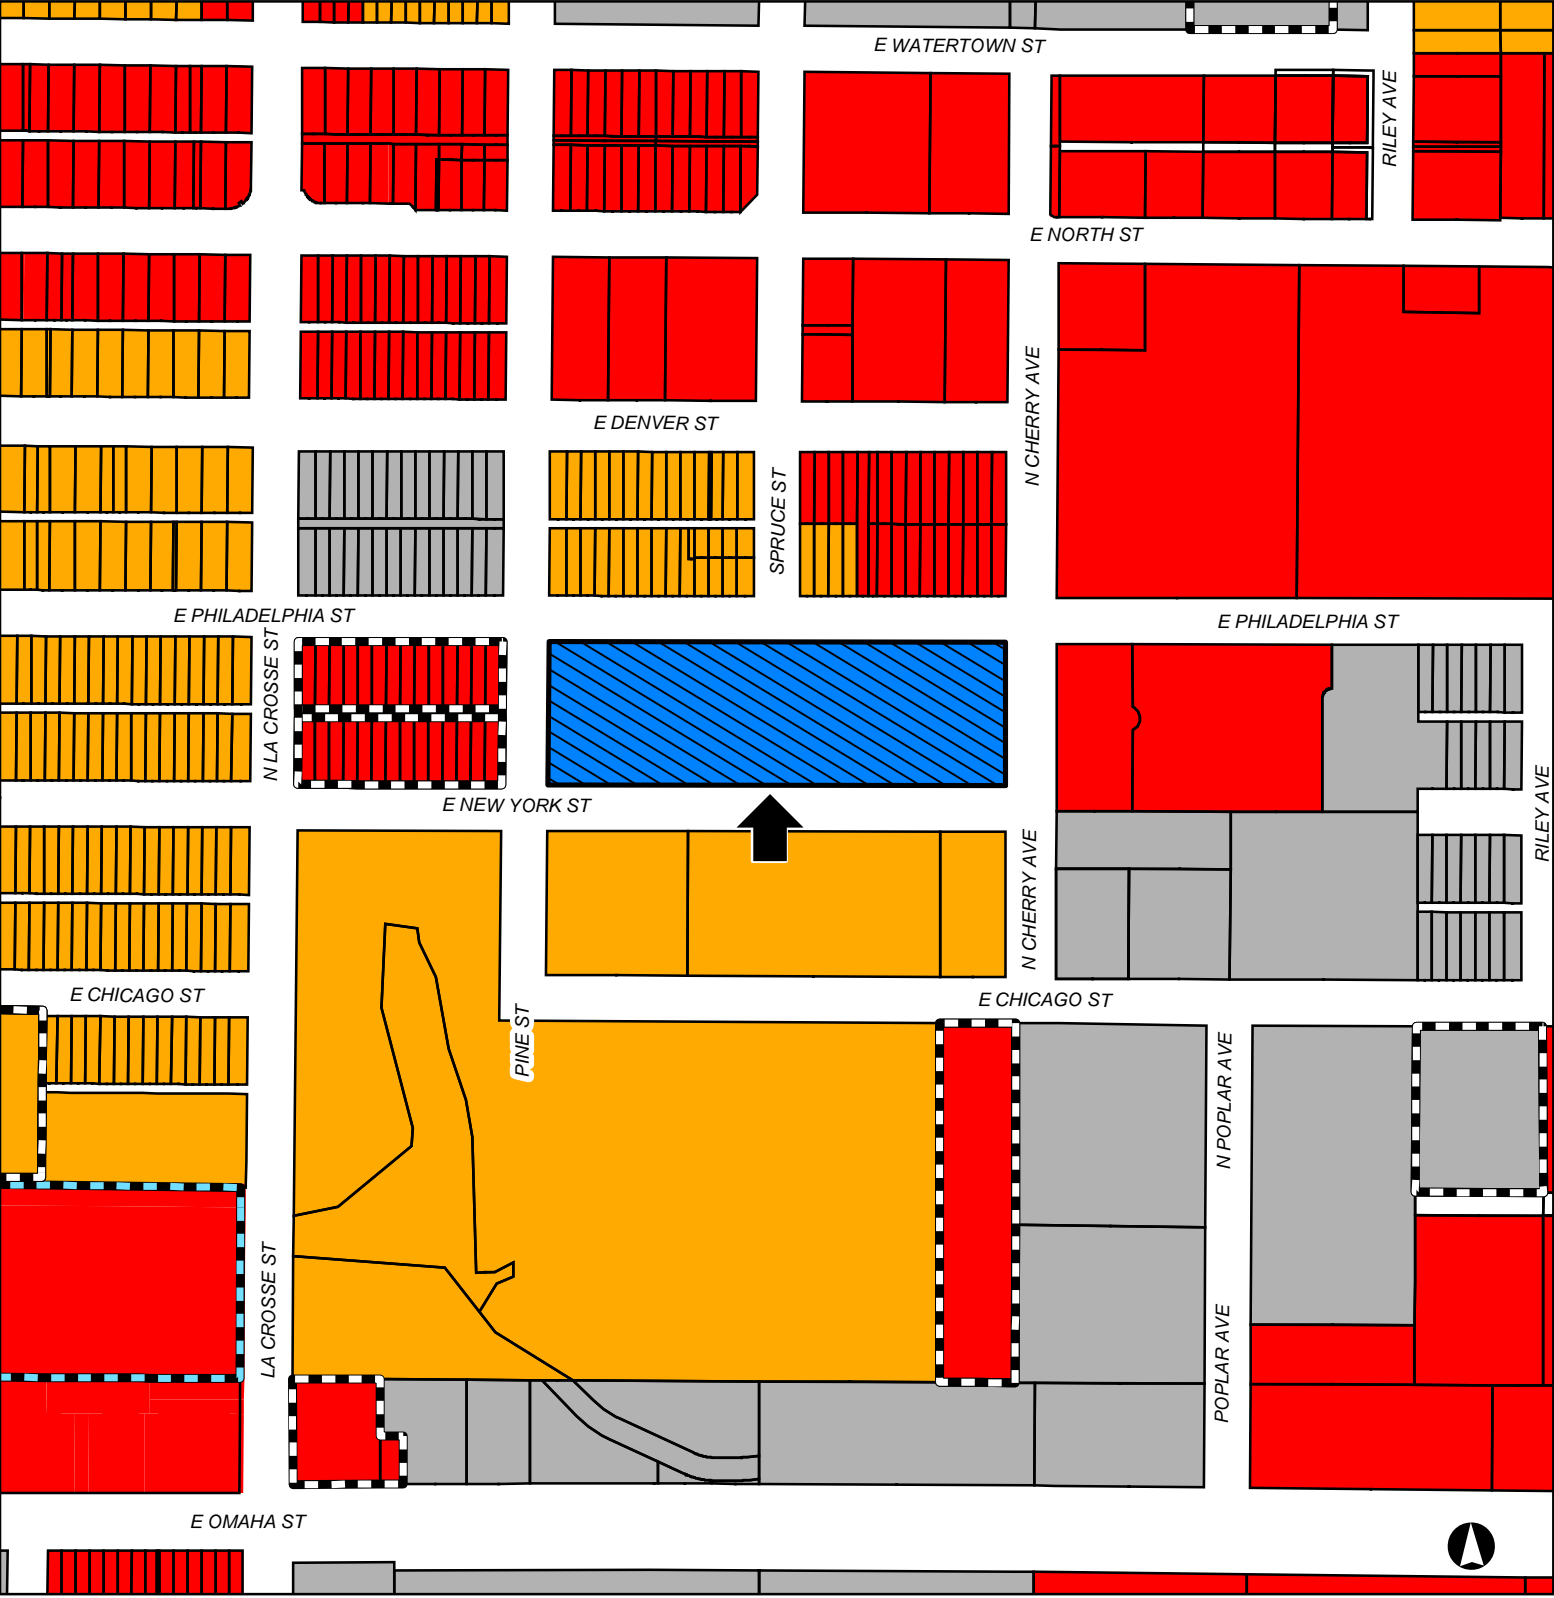 E WATERTOWN ST
RILEY AVE
E NORTH ST
N CHERRY AVE
E DENVER ST
SPRUCE ST
E PHILADELPHIA ST
E PHILADELPHIA ST
N LA CROSSE ST
E NEW YORK ST
RILEY AVE
N CHERRY AVE
E CHICAGO ST
E CHICAGO ST
PINE ST
N POPLAR AVE
LA CROSSE ST
POPLAR AVE
E OMAHA ST